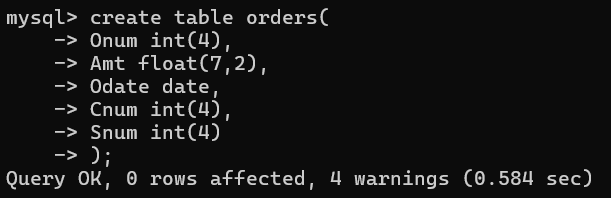 mysql> create table orders(
    -> Onum int(4),
    -> Amt float(7,2),
    -> Odate date,
    -> Cnum int(4),
    -> Snum int(4)
    -> );
Query OK, 0 rows affected, 4 warnings (0.584 sec)